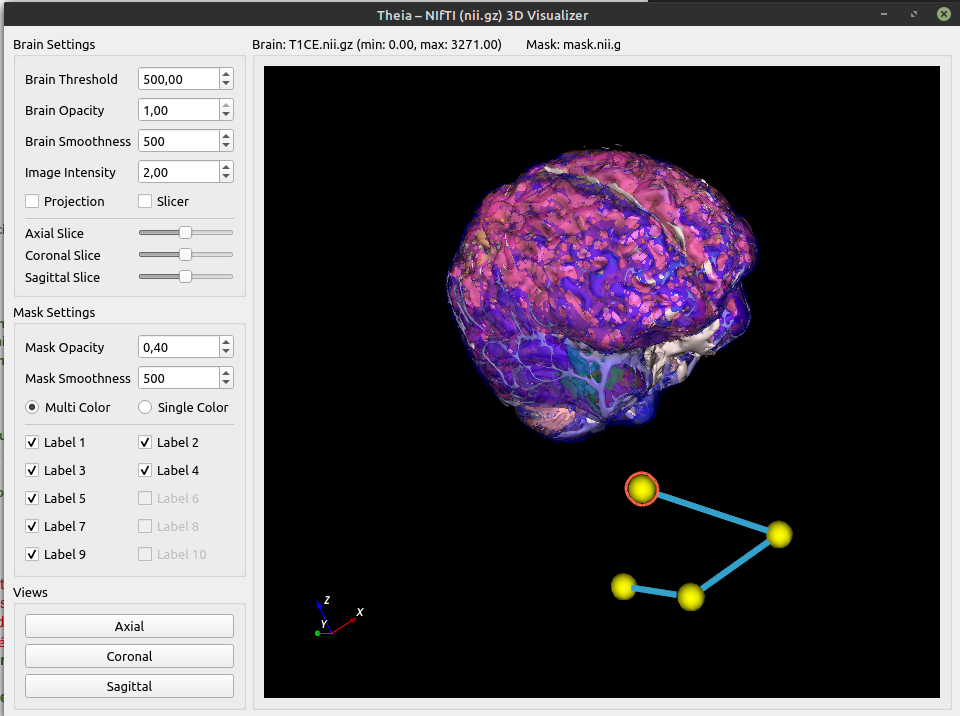 Theia – NIfTI (nii.gz) 3D Visualizer
Brain Settings
Brain: T1CE.nii.gz (min: 0.00, max: 3271.00) Mask: mask.nii.g
Brain Threshold 500,00
Brain Opacity 1,00
Brain Smoothness 500
Image Intensity 2,00
Projection Slicer
Axial Slice
Coronal Slice
Sagittal Slice
Mask Settings
Mask Opacity 0,40
Mask Smoothness 500
Multi Color Single Color
Label 1 Label 2
Label 3 Label 4
Label 5 Label 6
Label 7 Label 8
Label 9 Label 10
Views
Axial
Coronal
Sagittal
Z
X
Y